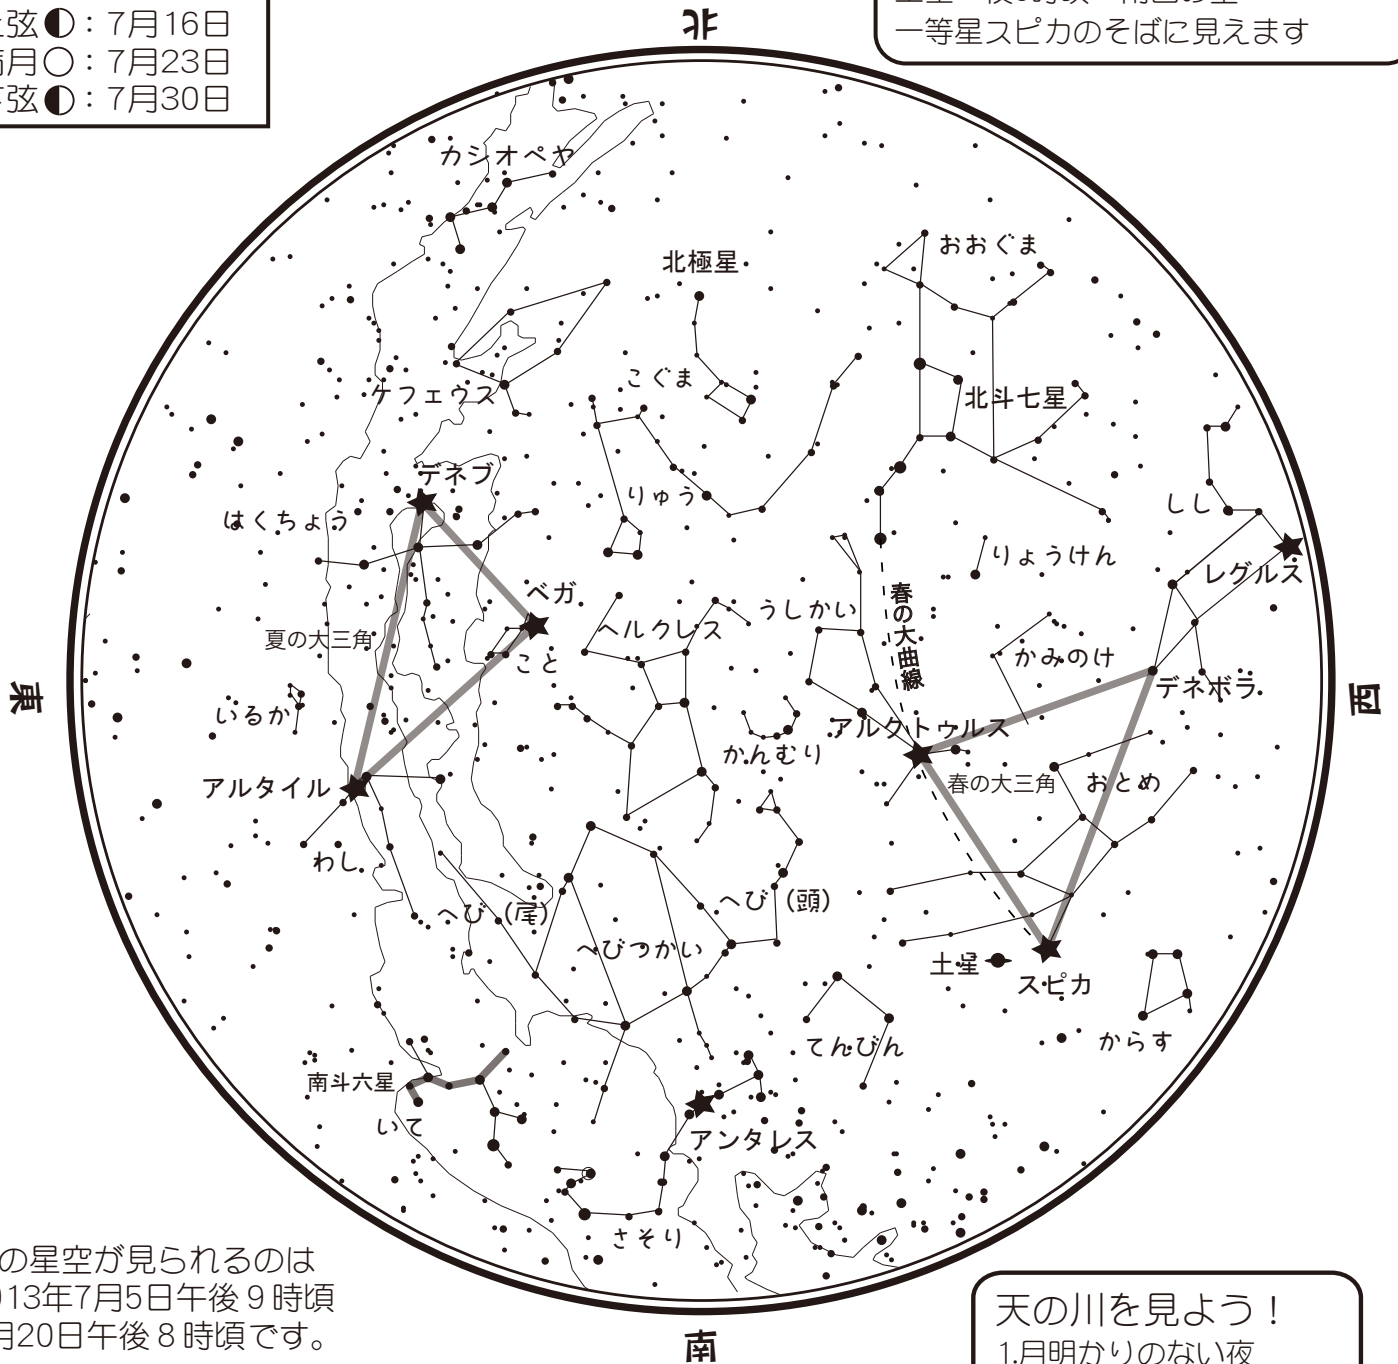 弦◐：7月16日
月○：7月23日
弦◐：7月30日
一等星スピカのそばに見えます
北
カシオペヤ
おおぐま
北極星
こぐま
ケフェウス
北斗七星
デネブ
りゅう
しし
はくちょう
りょうけん
レグルス
ベガ
うしかい
春の大曲線
ヘルクレス
夏の大三角
こと
かみのけ
デネボラ
東
西
いるか
アルクトゥルス
かんむり
アルタイル
春の大三角
おとめ
わし
へび（尾）
へび（頭）
へびつかい
土星
スピカ
てんびん
からす
南斗六星
いて
アンタレス
さそり
の星空が見られるのは
13年7月5日午後9時頃
月20日午後8時頃です。
南
天の川を見よう！
1.月明かりのない夜